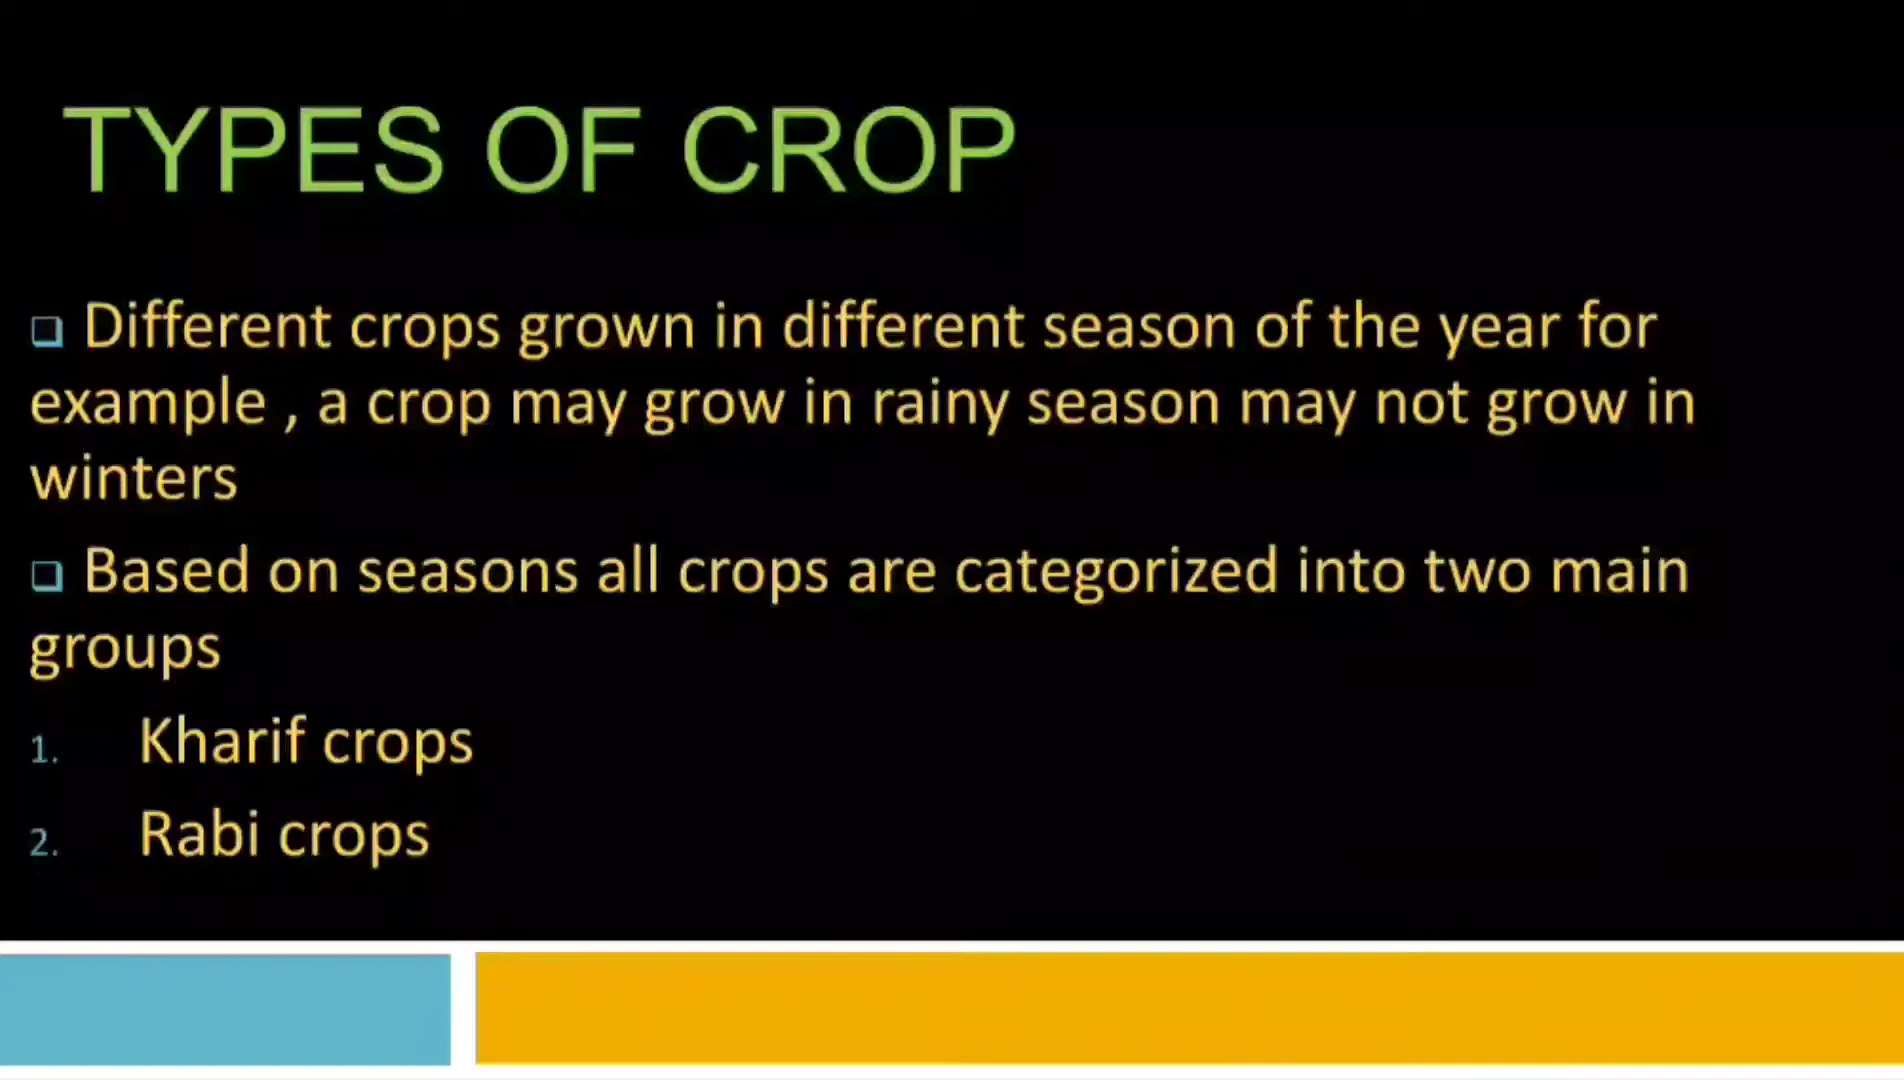 TYPES OF CROP
❑ Different crops grown in different season of the year for
example , a crop may grow in rainy season may not grow in
winters
❑ Based on seasons all crops are categorized into two main
groups
1. Kharif crops
2. Rabi crops